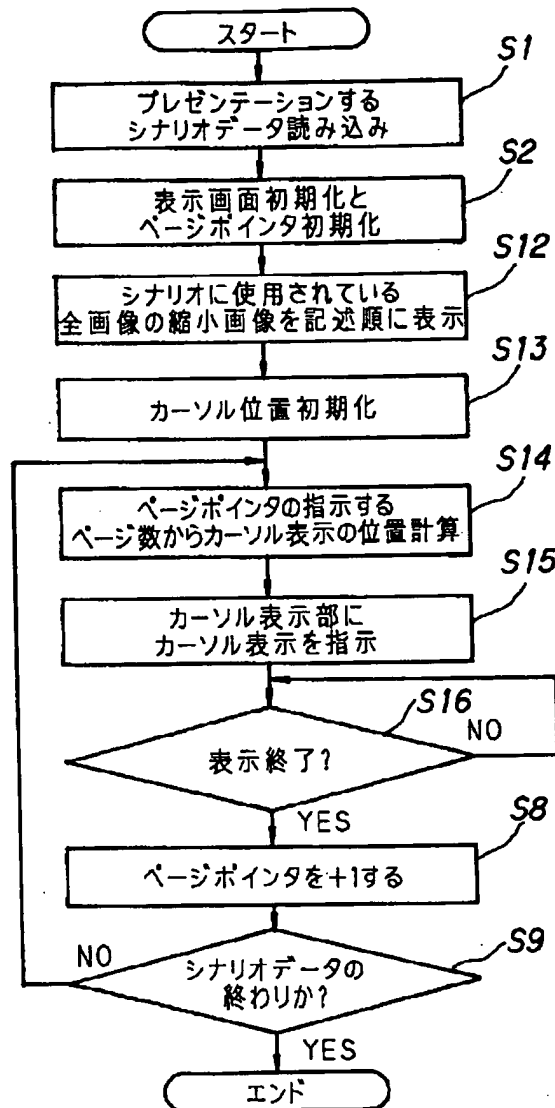 スタート
S1
プレゼンテーションする
シナリオデータ読み込み
S2
表示画面初期化と
ページポインタ初期化
S12
シナリオに使用されている
全画像の縮小画像を記述順に表示
S13
カーソル位置初期化
S14
ページポインタの指示する
ページ数からカーソル表示の位置計算
S15
カーソル表示部に
カーソル表示を指示
S16
NO
表示終了?
YES
S8
ページポインタを+1する
S9
NO
シナリオデータの
終わりか?
YES
エンド